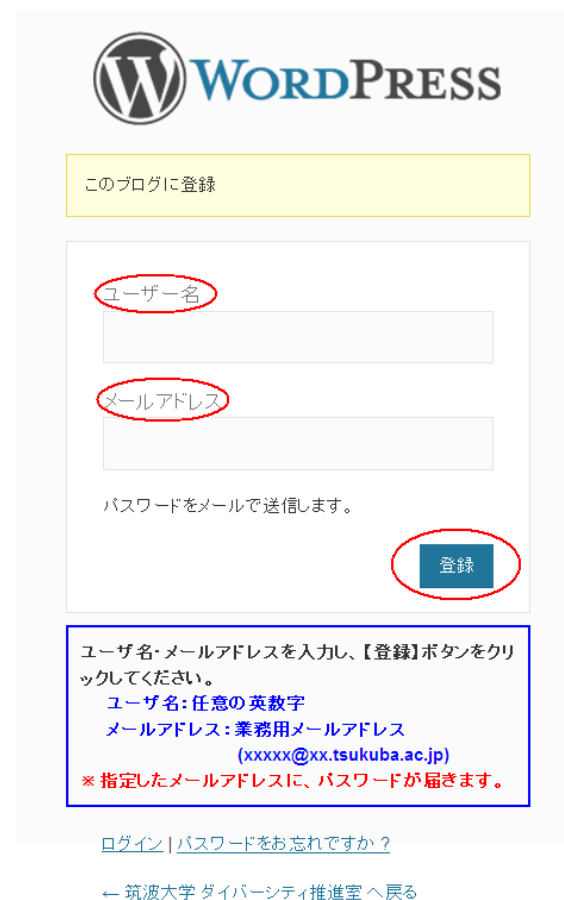 WORDPRESS
このブログに登録
ユーザー名
メールアドレス
パスワードをメールで送信します。
登録
ユーザ名・メールアドレスを入力し、【登録】ボタンをクリ
ックしてください。
ユーザ名：任意の英数字
メールアドレス：業務用メールアドレス
(xxxxx@xx.tsukuba.ac.jp)
※ 指定したメールアドレスに、パスワードが届きます。
ログイン | パスワードをお忘れですか ?
← 筑波大学 ダイバーシティ推進室 へ戻る